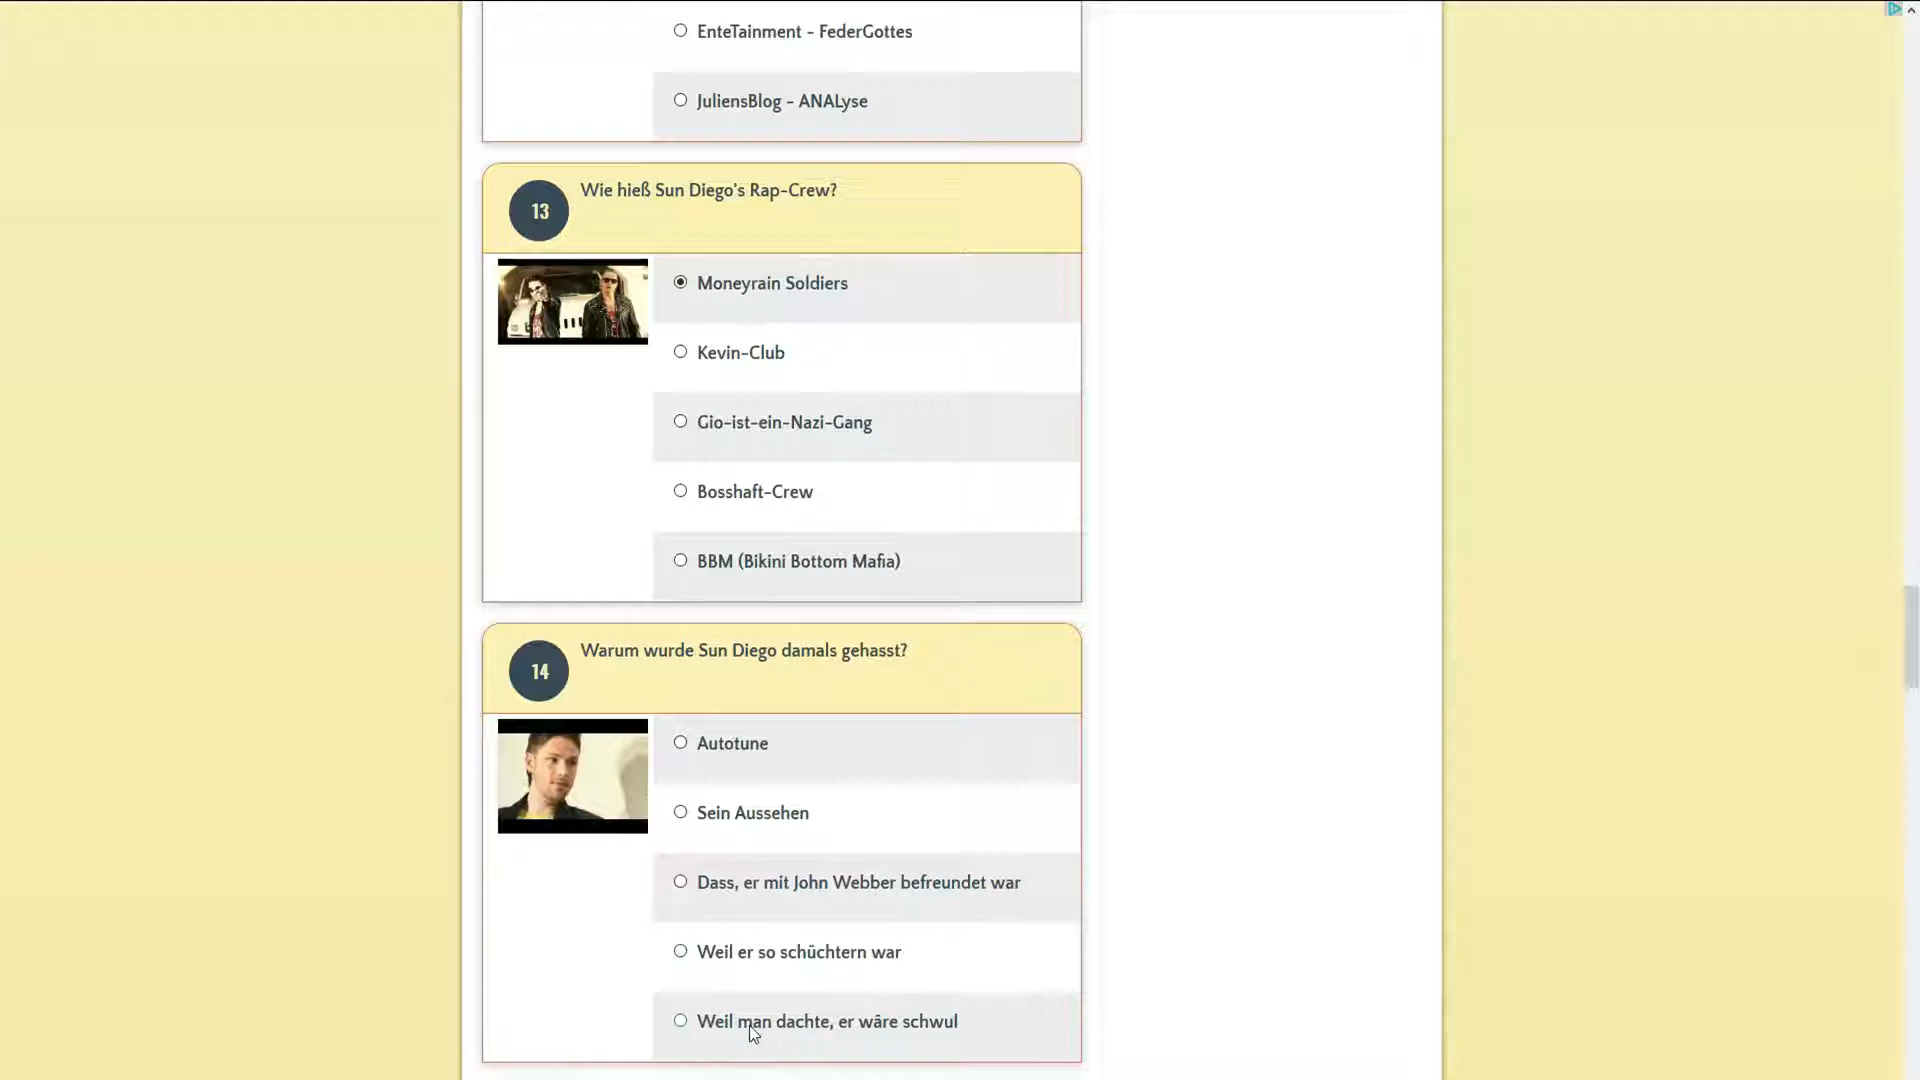 EnteTainment - FederGottes
JuliensBlog - ANALyse
13
Wie hieß Sun Diego's Rap-Crew?
Moneyrain Soldiers
Kevin-Club
Gio-ist-ein-Nazi-Gang
Bosshaft-Crew
BBM (Bikini Bottom Mafia)
14
Warum wurde Sun Diego damals gehasst?
Autotune
Sein Aussehen
Dass, er mit John Webber befreundet war
Weil er so schüchtern war
Weil man dachte, er wäre schwul